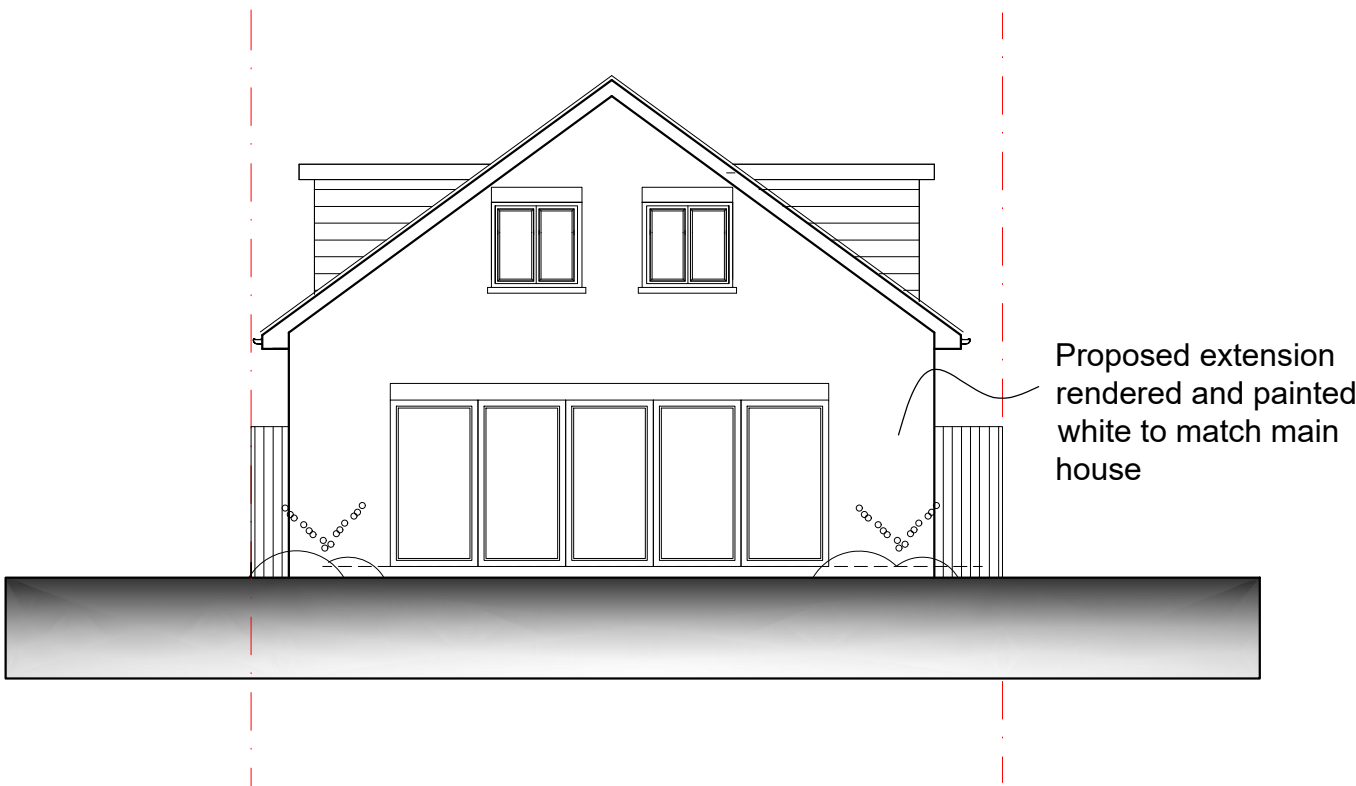 Proposed extension
rendered and painted
white to match main
house